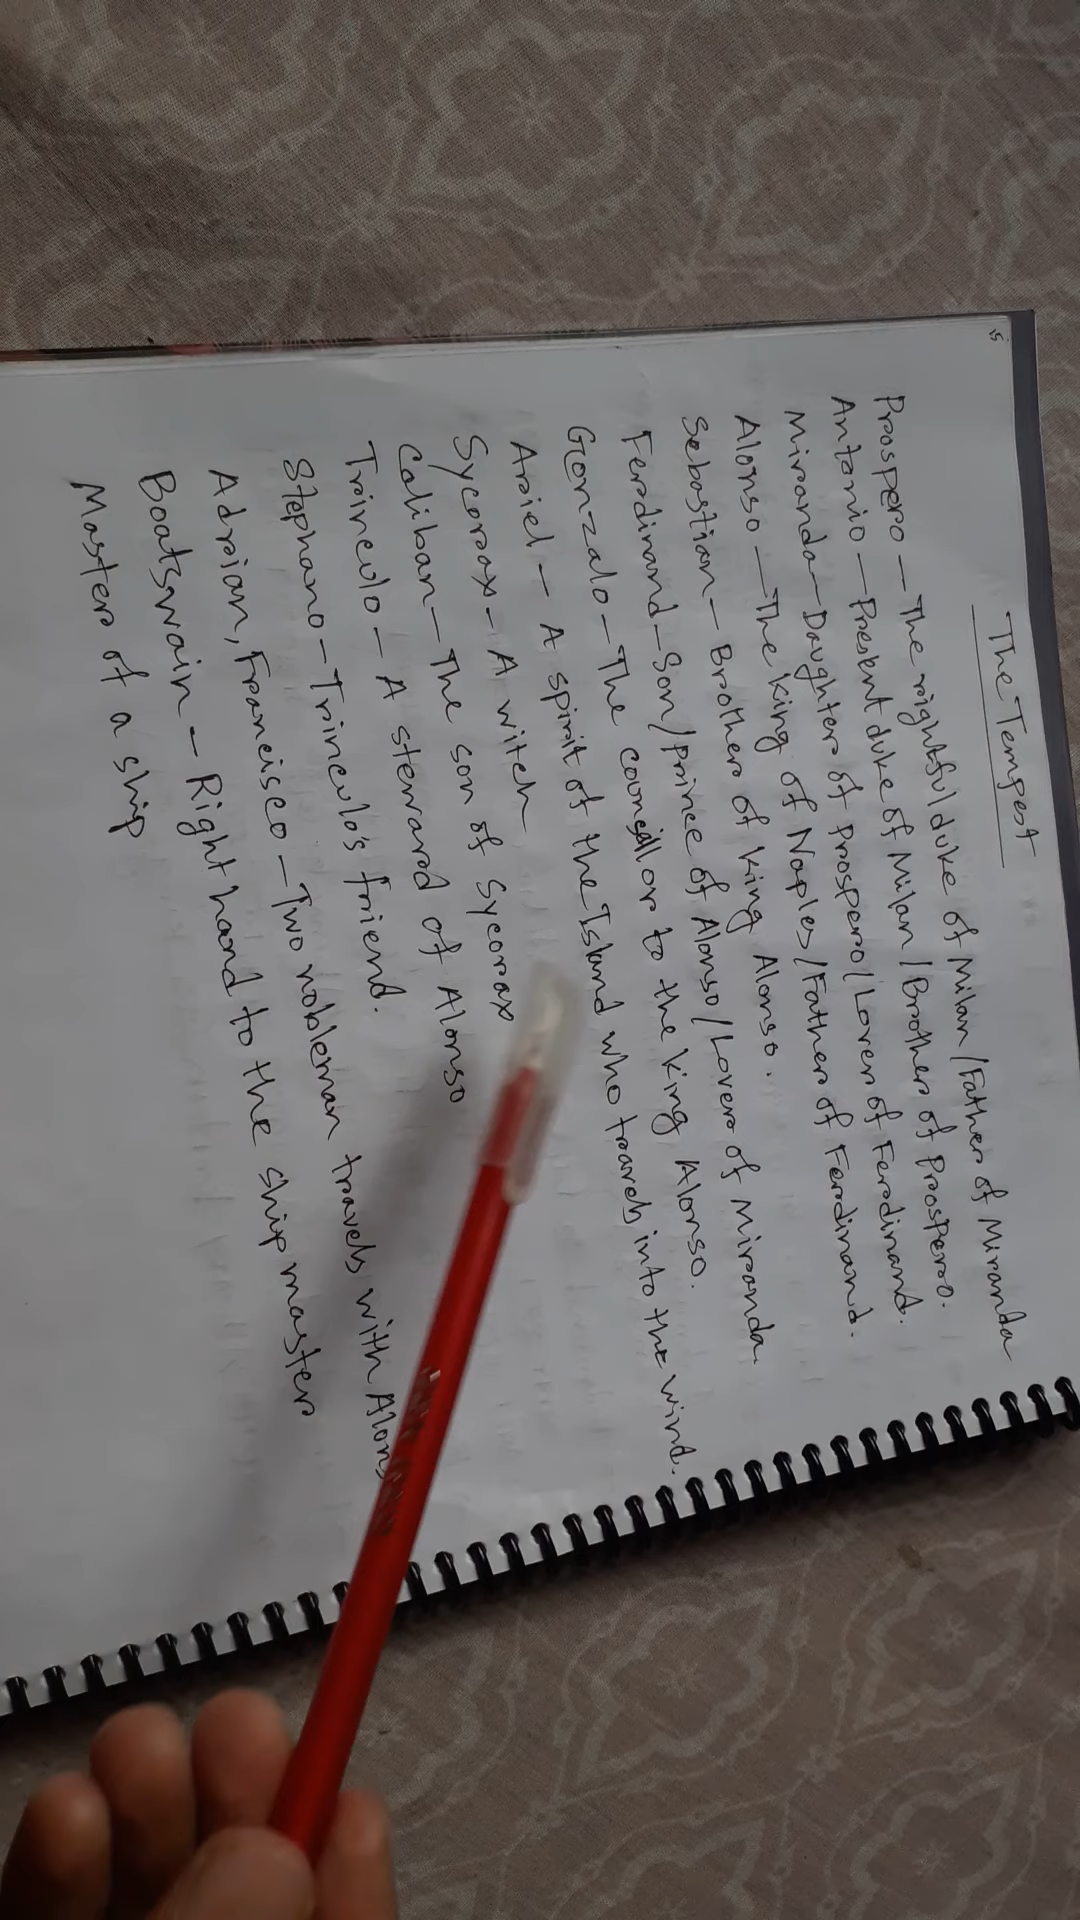 The Tempest
Prospero – The rightful duke of Milan / Father of Miranda
Antonio – Present duke of Milan / Brother of Prospero.
Miranda – Daughter of Prospero / Lover of Ferdinand.
Alonso – The King of Naples / Father of Ferdinand.
Sebastian – Brother of King Alonso.
Ferdinand – Son / Prince of Alonso / Lover of Miranda.
Gonzalo – The councillor to the King Alonso.
Ariel – A spirit of the Island who travels into the wind.
Sycorax – A witch
Caliban – The son of Sycorax
Trinculo – A steward of Alonso
Stephano – Trinculo's friend.
Adrian, Francisco – Two nobleman travels with Alons
Boatswain – Right hand to the ship master
Master of a ship